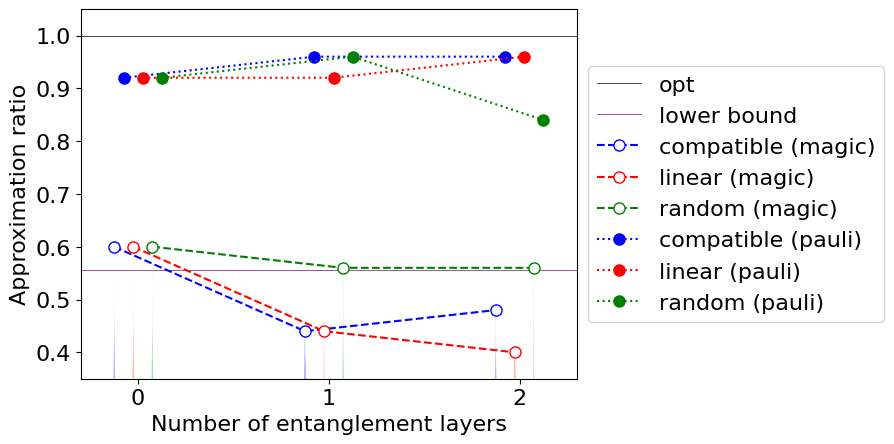 1.0
0.9
0.8
0.7
0.6
0.5
0.4
Approximation ratio
0 1 2
Number of entanglement layers
opt
lower bound
compatible (magic)
linear (magic)
random (magic)
compatible (pauli)
linear (pauli)
random (pauli)